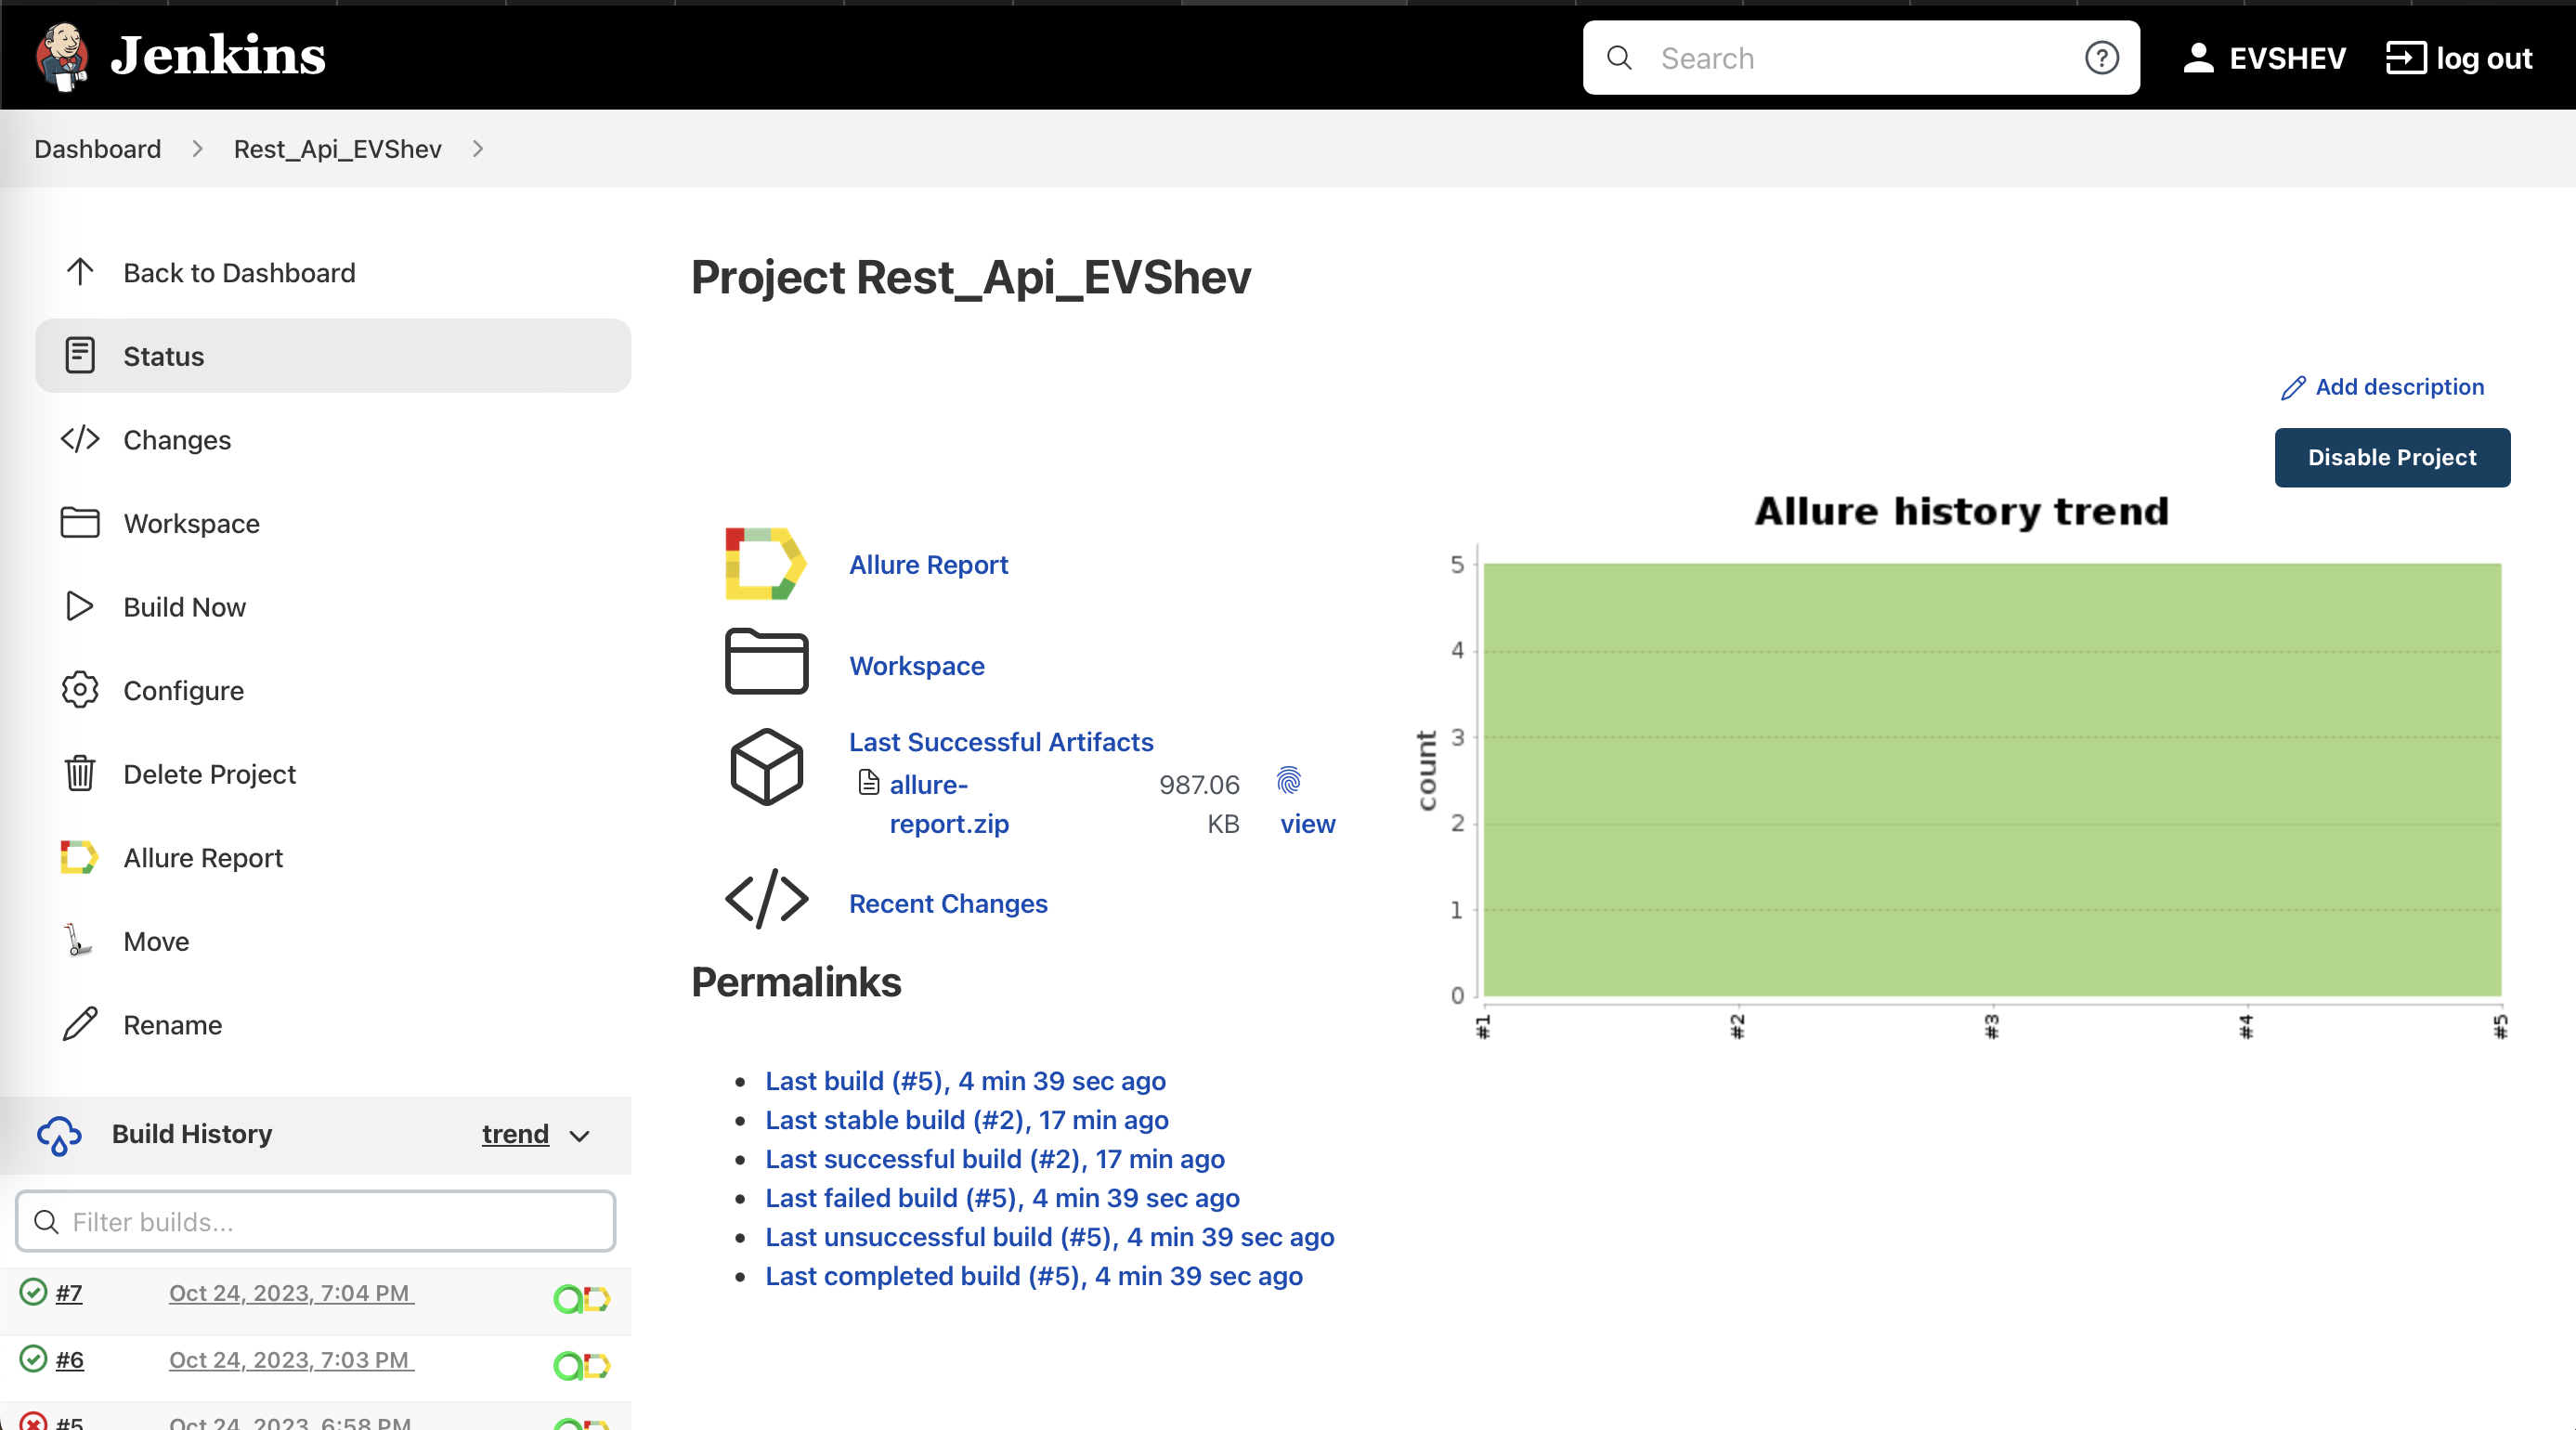 Jenkins
Search
EVSHEV
log out
Dashboard
Rest_Api_EVShev
Back to Dashboard
Status
Changes
Workspace
Build Now
Configure
Delete Project
Allure Report
Move
Rename
Build History
trend
Filter builds...
#7 Oct 24, 2023, 7:04 PM
#6 Oct 24, 2023, 7:03 PM
#5 Oct 24, 2023, 6:58 PM
Project Rest_Api_EVShev
Add description
Disable Project
Allure Report
Workspace
Last Successful Artifacts
allure-
report.zip
987.06
KB
view
Recent Changes
Allure history trend
count
5
4
3
2
1
0
#1
#2
#3
#4
#5
Permalinks
Last build (#5), 4 min 39 sec ago
Last stable build (#2), 17 min ago
Last successful build (#2), 17 min ago
Last failed build (#5), 4 min 39 sec ago
Last unsuccessful build (#5), 4 min 39 sec ago
Last completed build (#5), 4 min 39 sec ago